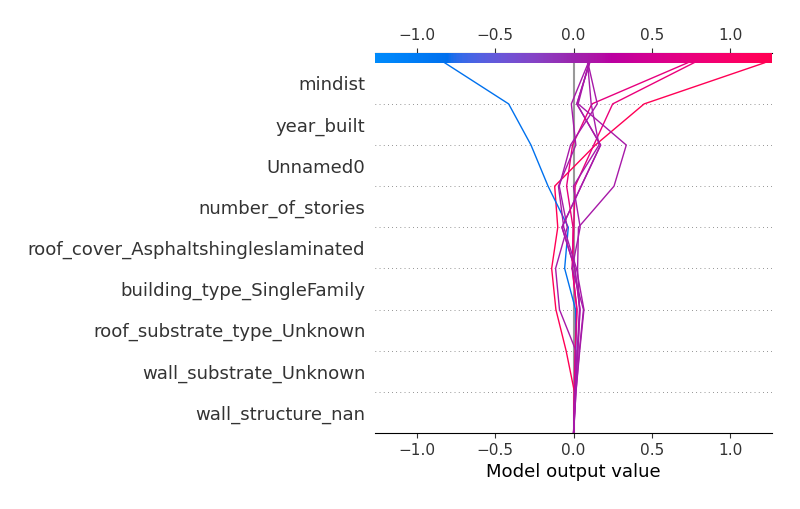 −1.0 −0.5 0.0 0.5 1.0
mindist
year_built
Unnamed0
number_of_stories
roof_cover_Asphaltshingleslaminated
building_type_SingleFamily
roof_substrate_type_Unknown
wall_substrate_Unknown
wall_structure_nan
−1.0 −0.5 0.0 0.5 1.0
Model output value